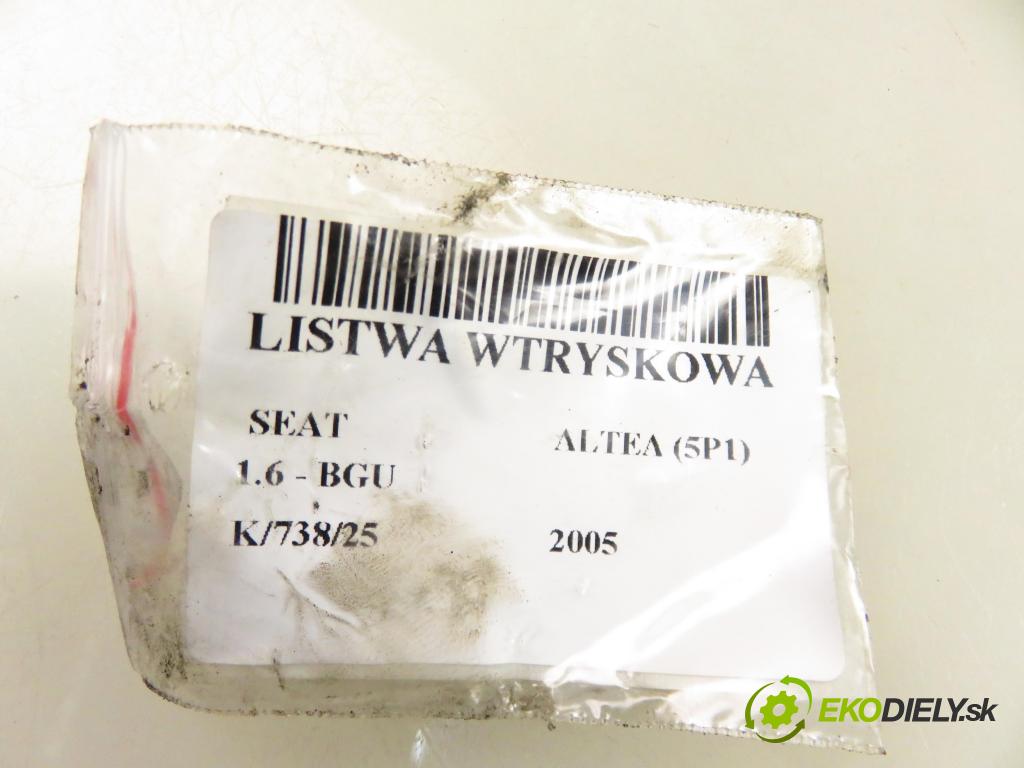 LISTWA WTRYSKOWA
SEAT ALTEA (5P1)
1.6 - BGU
K/738/25 2005
EKODIELY.sk